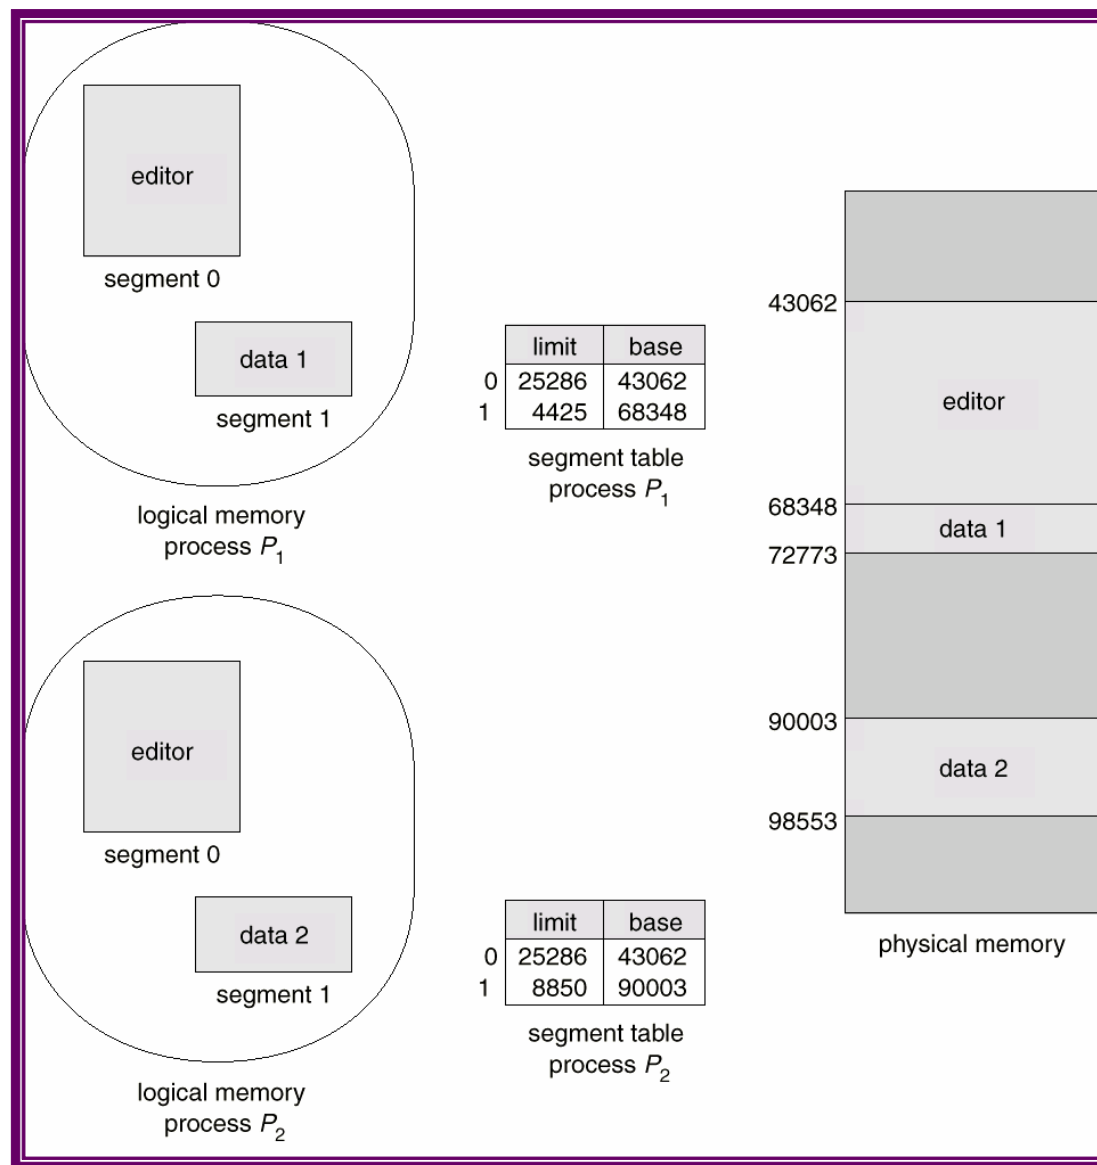 editor
segment 0
data 1
segment 1
logical memory
process P1
limit base
0 25286 43062
1 4425 68348
segment table
process P1
editor
segment 0
data 2
segment 1
logical memory
process P2
limit base
0 25286 43062
1 8850 90003
segment table
process P2
43062
editor
68348
data 1
72773
90003
data 2
98553
physical memory